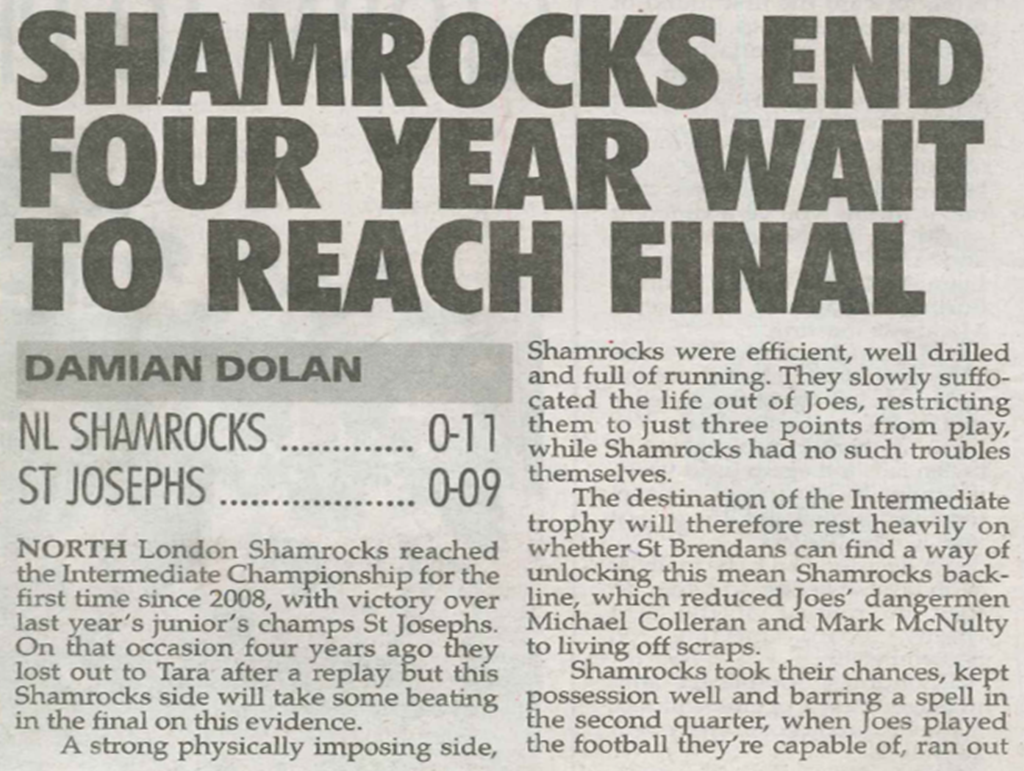 SHAMROCKS END
FOUR YEAR WAIT
TO REACH FINAL
DAMIAN DOLAN
NL SHAMROCKS ............. 0-11
ST JOSEPHS ................... 0-09
NORTH London Shamrocks reached
the Intermediate Championship for the
first time since 2008, with victory over
last year's junior's champs St Josephs.
On that occasion four years ago they
lost out to Tara after a replay but this
Shamrocks side will take some beating
in the final on this evidence.
A strong physically imposing side,
Shamrocks were efficient, well drilled
and full of running. They slowly suffo-
cated the life out of Joes, restricting
them to just three points from play,
while Shamrocks had no such troubles
themselves.
The destination of the Intermediate
trophy will therefore rest heavily on
whether St Brendans can find a way of
unlocking this mean Shamrocks back-
line, which reduced Joes' dangermen
Michael Colleran and Mark McNulty
to living off scraps.
Shamrocks took their chances, kept
possession well and barring a spell in
the second quarter, when Joes played
the football they're capable of, ran out